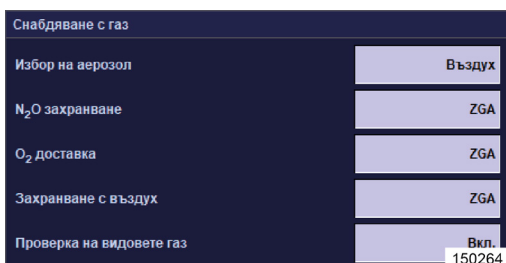 Снабдяване с газ
Избор на аерозол Въздух
N₂O захранване ZGA
O₂ доставка ZGA
Захранване с въздух ZGA
Проверка на видовете газ Вкл.
150264